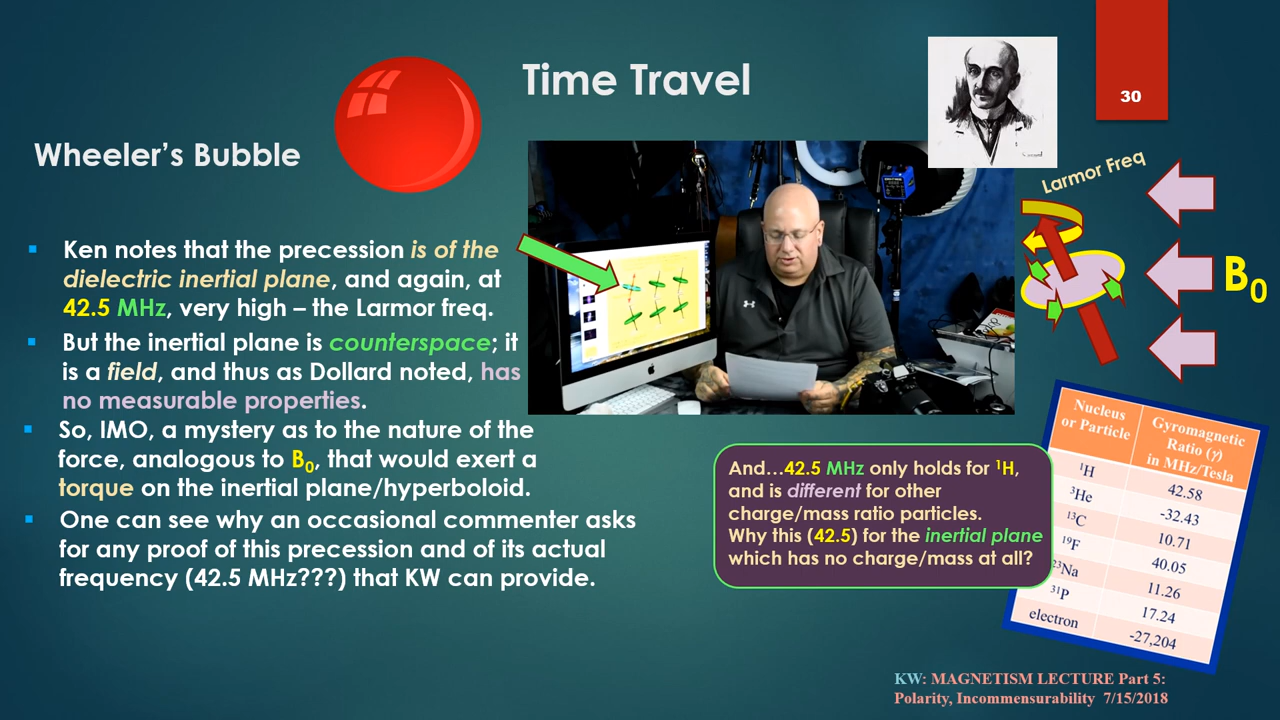 Time Travel
30
Wheeler's Bubble
Larmor Freq
B0
▪ Ken notes that the precession is of the
dielectric inertial plane, and again, at
42.5 MHz, very high – the Larmor freq.
▪ But the inertial plane is counterspace; it
is a field, and thus as Dollard noted, has
no measurable properties.
▪ So, IMO, a mystery as to the nature of the
force, analogous to B0, that would exert a
torque on the inertial plane/hyperboloid.
▪ One can see why an occasional commenter asks
for any proof of this precession and of its actual
frequency (42.5 MHz???) that KW can provide.
And…42.5 MHz only holds for 1H,
and is different for other
charge/mass ratio particles.
Why this (42.5) for the inertial plane
which has no charge/mass at all?
Nucleus or Particle Gyromagnetic Ratio (γ) in MHz/Tesla
1H 42.58
3He -32.43
13C 10.71
19F 40.05
23Na 11.26
31P 17.24
electron -27,204
KW: MAGNETISM LECTURE Part 5:
Polarity, Incommensurability 7/15/2018